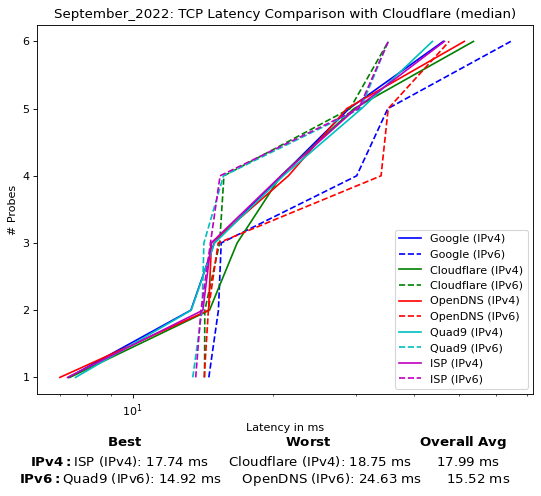 September_2022: TCP Latency Comparison with Cloudflare (median)
6
5
4
3
2
1
# Probes
10¹
Latency in ms
Google (IPv4)
Google (IPv6)
Cloudflare (IPv4)
Cloudflare (IPv6)
OpenDNS (IPv4)
OpenDNS (IPv6)
Quad9 (IPv4)
Quad9 (IPv6)
ISP (IPv4)
ISP (IPv6)
Best Worst Overall Avg
IPv4: ISP (IPv4): 17.74 ms Cloudflare (IPv4): 18.75 ms 17.99 ms
IPv6: Quad9 (IPv6): 14.92 ms OpenDNS (IPv6): 24.63 ms 15.52 ms